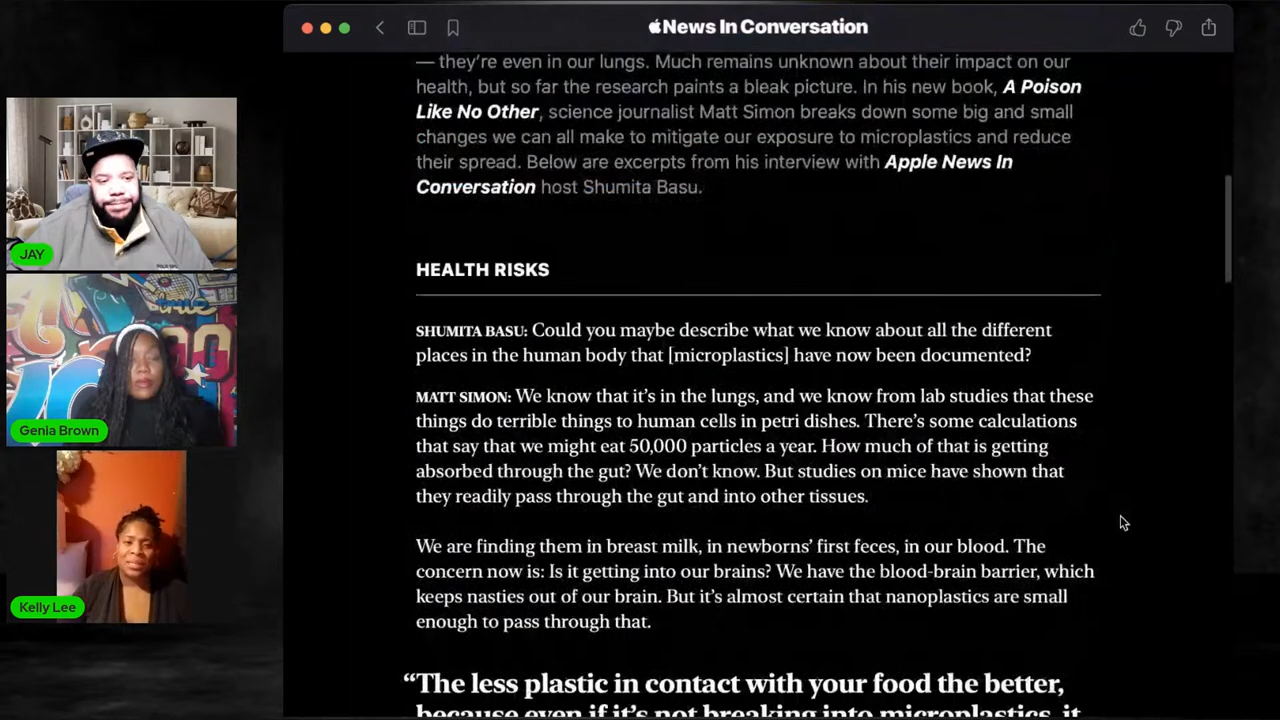 News In Conversation
— they're even in our lungs. Much remains unknown about their impact on our
health, but so far the research paints a bleak picture. In his new book, A Poison
Like No Other, science journalist Matt Simon breaks down some big and small
changes we can all make to mitigate our exposure to microplastics and reduce
their spread. Below are excerpts from his interview with Apple News In
Conversation host Shumita Basu.
HEALTH RISKS
SHUMITA BASU: Could you maybe describe what we know about all the different
places in the human body that [microplastics] have now been documented?
MATT SIMON: We know that it's in the lungs, and we know from lab studies that these
things do terrible things to human cells in petri dishes. There's some calculations
that say that we might eat 50,000 particles a year. How much of that is getting
absorbed through the gut? We don't know. But studies on mice have shown that
they readily pass through the gut and into other tissues.
We are finding them in breast milk, in newborns' first feces, in our blood. The
concern now is: Is it getting into our brains? We have the blood-brain barrier, which
keeps nasties out of our brain. But it's almost certain that nanoplastics are small
enough to pass through that.
“The less plastic in contact with your food the better,
because even if it's not breaking into microplastics, it
JAY
Genia Brown
Kelly Lee